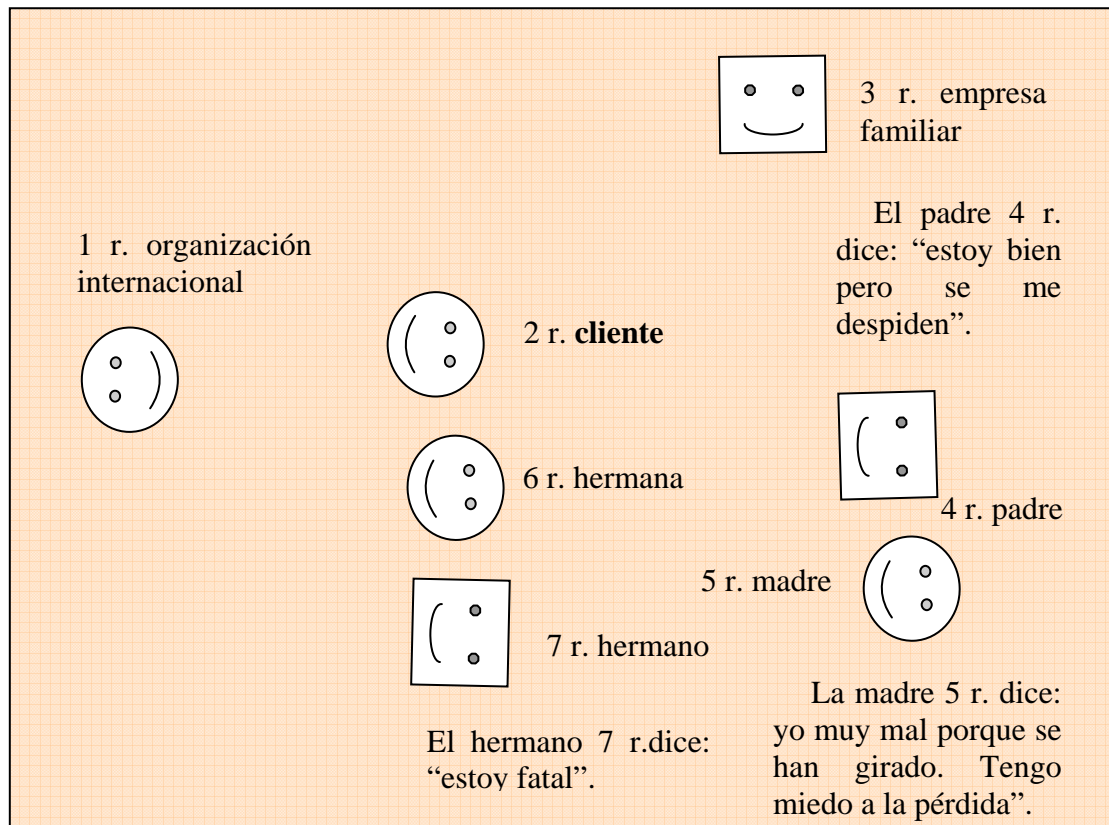 3 r. empresa
familiar
El padre 4 r.
dice: “estoy bien
pero se me
despiden”.
1 r. organización
internacional
2 r. cliente
6 r. hermana
4 r. padre
5 r. madre
7 r. hermano
La madre 5 r. dice:
yo muy mal porque se
han girado. Tengo
miedo a la pérdida”.
El hermano 7 r.dice:
“estoy fatal”.